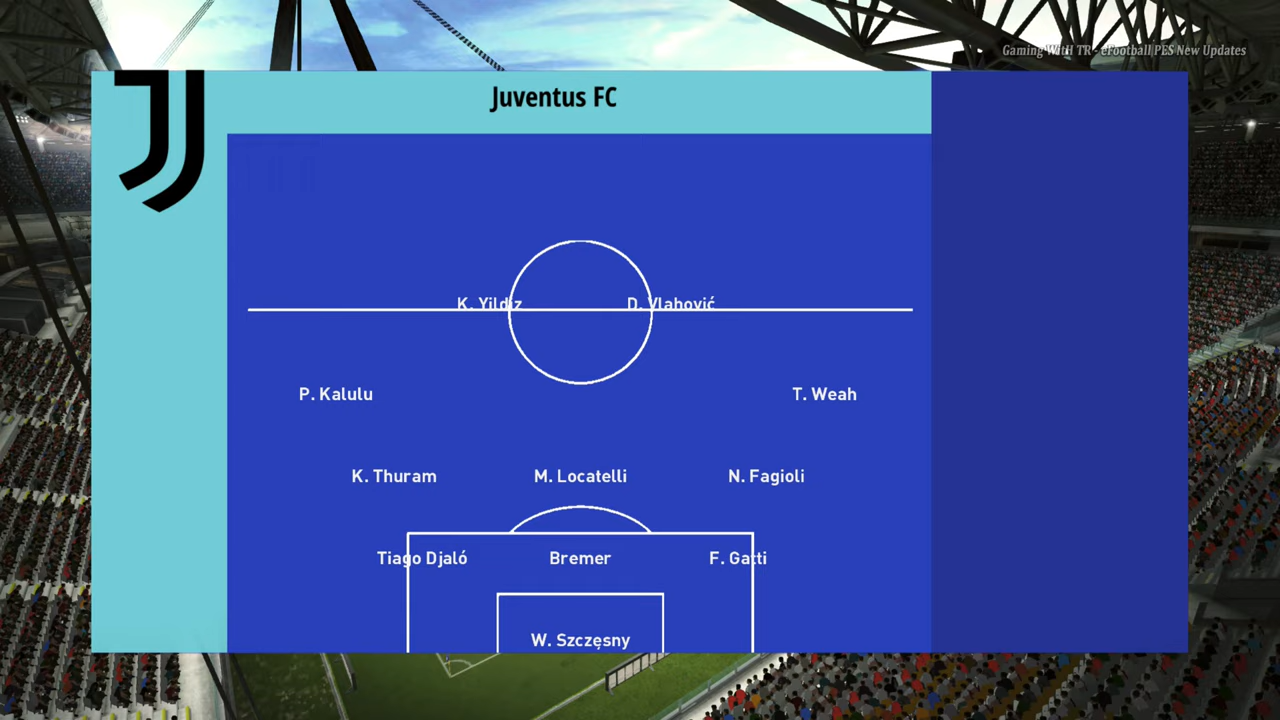 Gaming WitH TR - eFootball PES New Updates
Juventus FC
K. Yildiz D. Vlahović
P. Kalulu T. Weah
K. Thuram M. Locatelli N. Fagioli
Tiago Djaló Bremer F. Gatti
W. Szczęsny